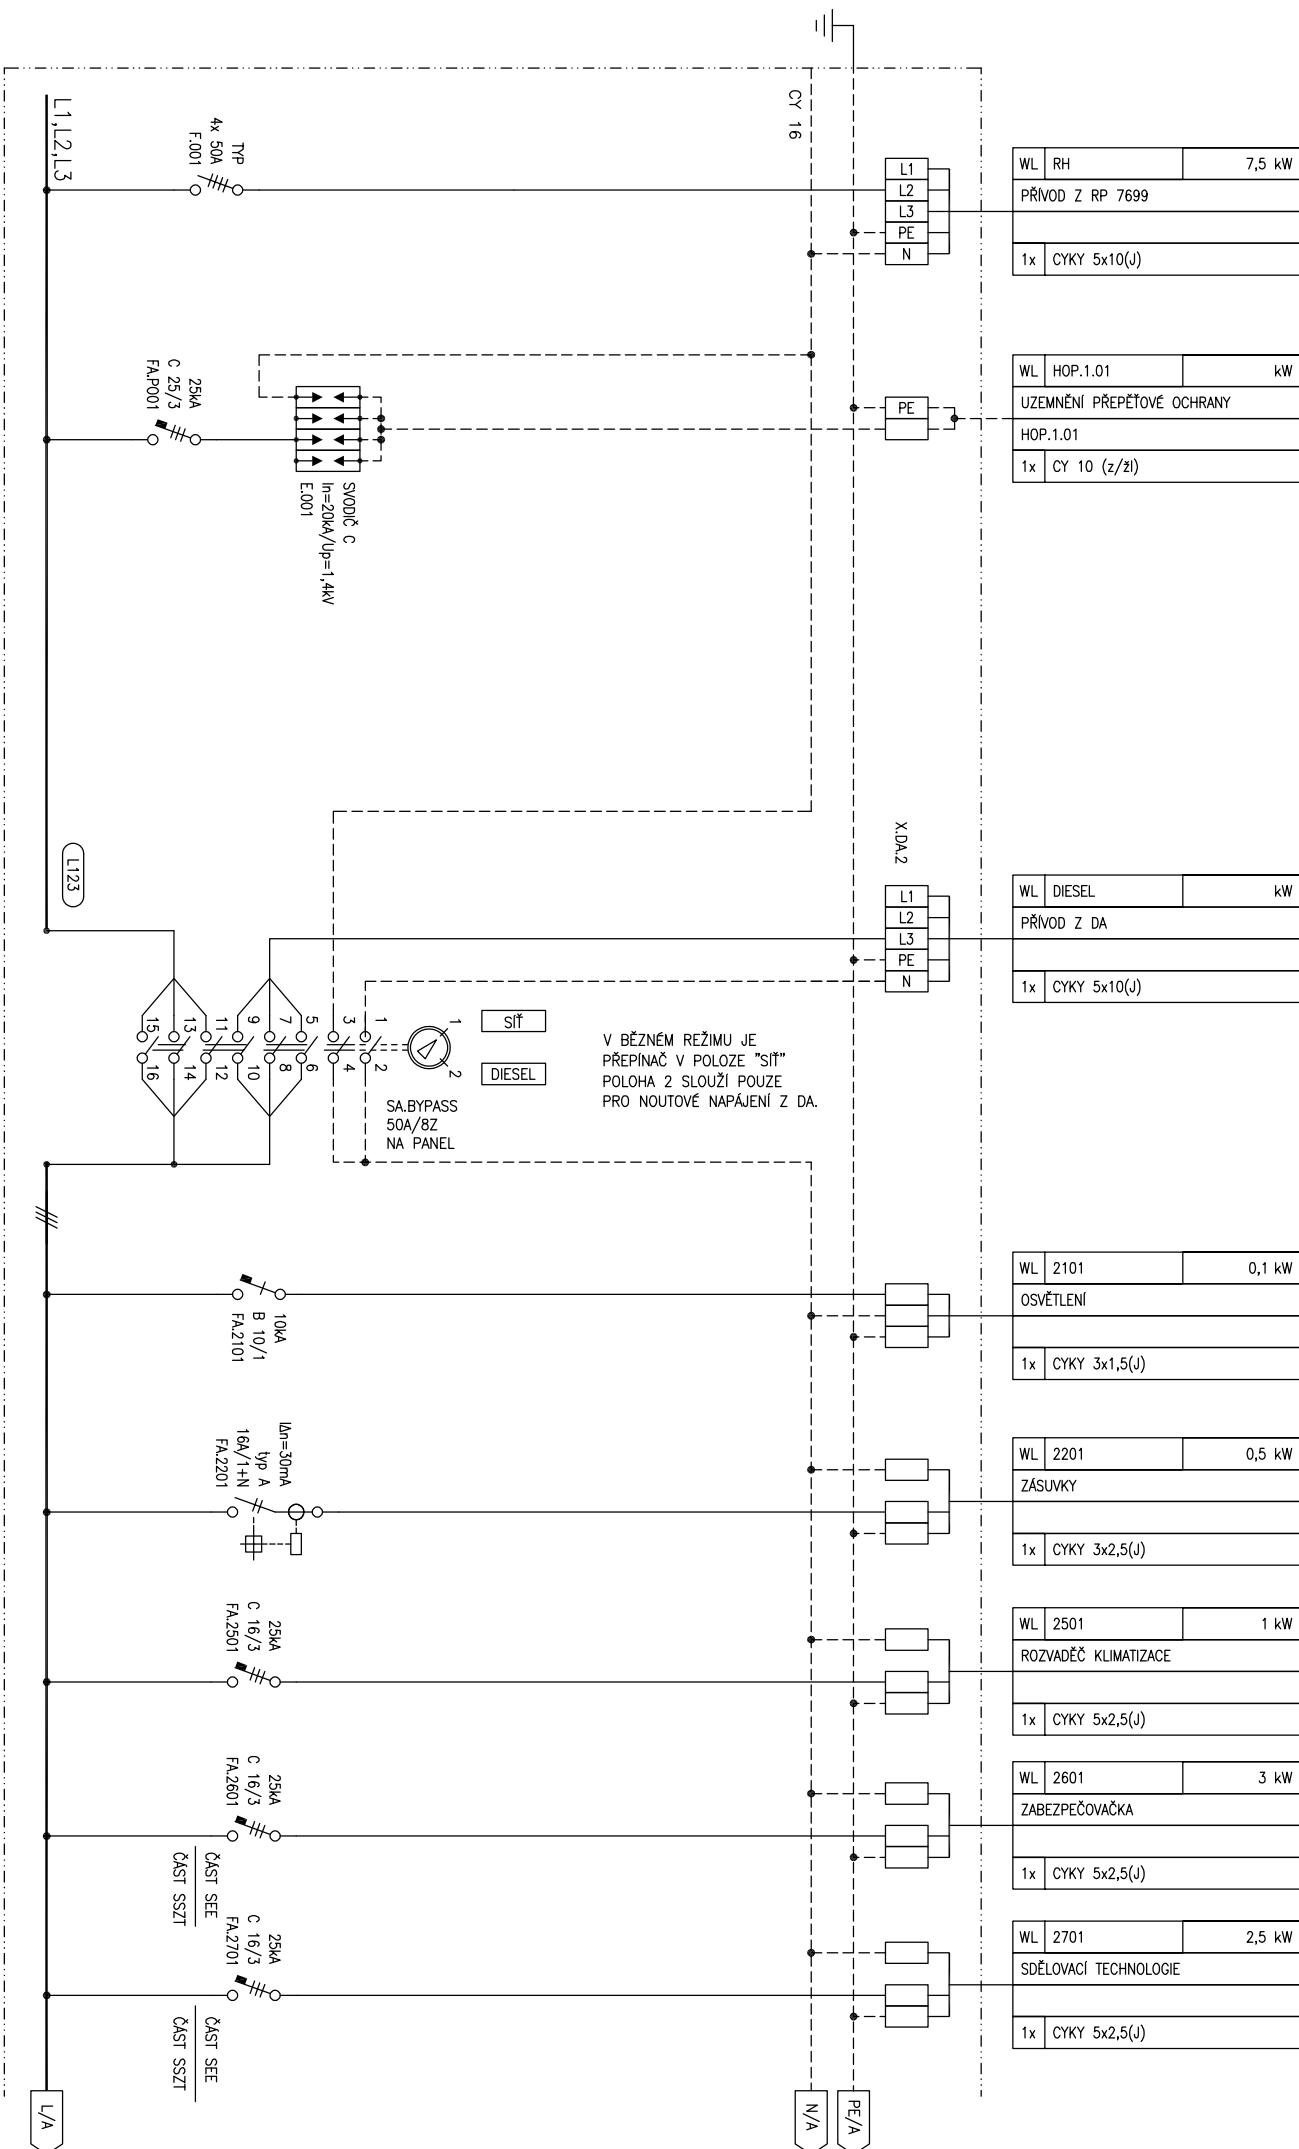 CY 16
L1,L2,L3
TYP
4x 50A
F.001
L1
L2
L3
PE
N
WL RH 7,5 kW
PŘÍVOD Z RP 7699
1x CYKY 5x10(J)
25kA
C 25/3
FA.P001
SVODIČ C
In=20kA/Up=1,4kV
E.001
PE
WL HOP.1.01 kW
UZEMNĚNÍ PŘEPĚŤOVÉ OCHRANY
HOP.1.01
1x CY 10 (z/žl)
L123
X.DA.2
L1
L2
L3
PE
N
WL DIESEL kW
PŘÍVOD Z DA
1x CYKY 5x10(J)
15 13 11 9 7 5 3 1
16 14 12 10 8 6 4 2
1
2
SÍŤ
DIESEL
SA.BYPASS
50A/8Z
NA PANEL
V BĚZNÉM REŽIMU JE
PŘEPÍNAČ V POLOZE "SÍŤ"
POLOHA 2 SLOUŽÍ POUZE
PRO NOUTOVÉ NAPÁJENÍ Z DA.
10kA
B 10/1
FA.2101
WL 2101 0,1 kW
OSVĚTLENÍ
1x CYKY 3x1,5(J)
IΔn=30mA
typ A
16A/1+N
FA.2201
WL 2201 0,5 kW
ZÁSUVKY
1x CYKY 3x2,5(J)
25kA
C 16/3
FA.2501
WL 2501 1 kW
ROZVADĚČ KLIMATIZACE
1x CYKY 5x2,5(J)
25kA
C 16/3
FA.2601
ČÁST SEE
ČÁST SSZT
WL 2601 3 kW
ZABEZPEČOVAČKA
1x CYKY 5x2,5(J)
25kA
C 16/3
FA.2701
ČÁST SEE
ČÁST SSZT
WL 2701 2,5 kW
SDĚLOVACÍ TECHNOLOGIE
1x CYKY 5x2,5(J)
L/A
N/A
PE/A